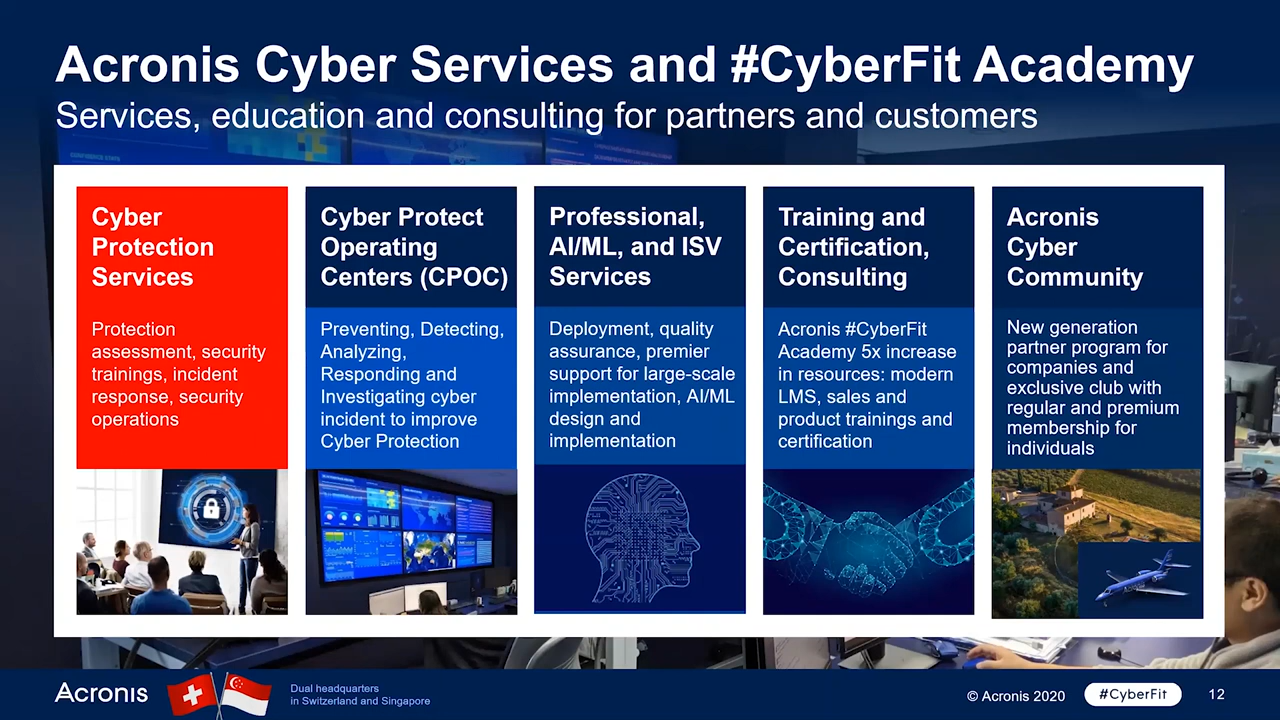 Acronis Cyber Services and #CyberFit Academy
Services, education and consulting for partners and customers
Cyber
Protection
Services
Protection
assessment, security
trainings, incident
response, security
operations
Cyber Protect
Operating
Centers (CPOC)
Preventing, Detecting,
Analyzing,
Responding and
Investigating cyber
incident to improve
Cyber Protection
Professional,
AI/ML, and ISV
Services
Deployment, quality
assurance, premier
support for large-scale
implementation, AI/ML
design and
implementation
Training and
Certification,
Consulting
Acronis #CyberFit
Academy 5x increase
in resources: modern
LMS, sales and
product trainings and
certification
Acronis
Cyber
Community
New generation
partner program for
companies and
exclusive club with
regular and premium
membership for
individuals
Acronis
Dual headquarters
in Switzerland and Singapore
© Acronis 2020
#CyberFit
12